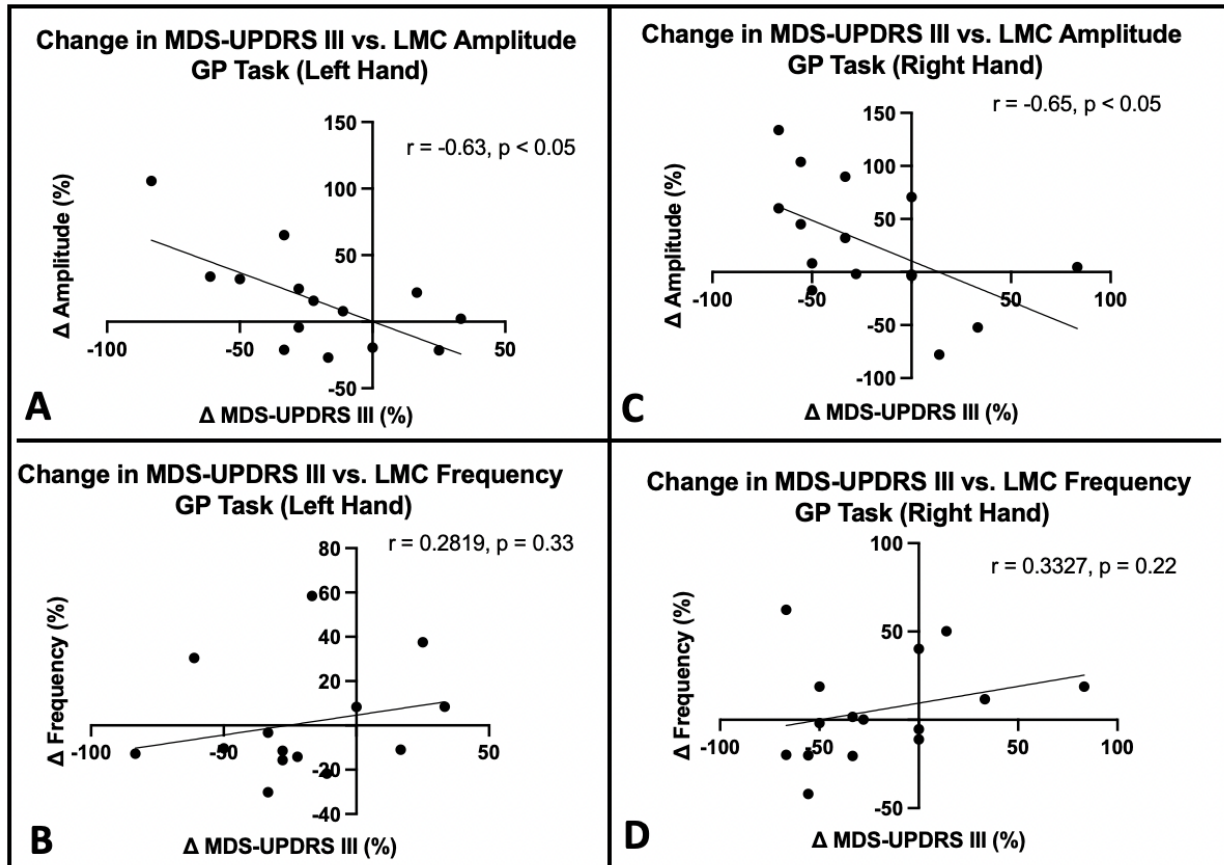 Change in MDS-UPDRS III vs. LMC Amplitude
GP Task (Left Hand)
r = -0.63, p < 0.05
150
100
50
-50
-100
-50
50
Δ Amplitude (%)
Δ MDS-UPDRS III (%)
A
Change in MDS-UPDRS III vs. LMC Amplitude
GP Task (Right Hand)
r = -0.65, p < 0.05
150
100
50
-50
-100
-100
-50
50
100
Δ Amplitude (%)
Δ MDS-UPDRS III (%)
C
Change in MDS-UPDRS III vs. LMC Frequency
GP Task (Left Hand)
r = 0.2819, p = 0.33
80
60
40
20
-20
-40
-100
-50
50
Δ Frequency (%)
Δ MDS-UPDRS III (%)
B
Change in MDS-UPDRS III vs. LMC Frequency
GP Task (Right Hand)
r = 0.3327, p = 0.22
100
50
-50
-100
-50
50
100
Δ Frequency (%)
Δ MDS-UPDRS III (%)
D